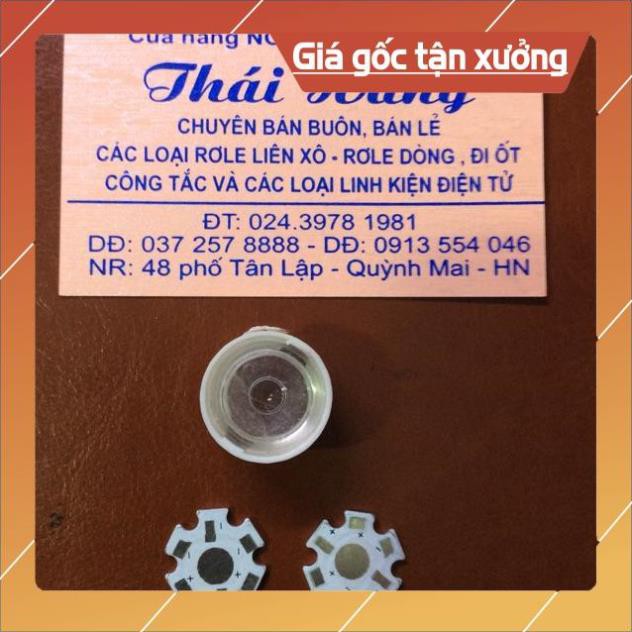 Cửa hàng
Giá gốc tận xưởng
Thái
CHUYÊN BÁN BUÔN, BÁN LẺ
CÁC LOẠI RƠLE LIÊN XÔ - RƠLE DÒNG , ĐI ỐT
CÔNG TẮC VÀ CÁC LOẠI LINH KIỆN ĐIỆN TỬ
ĐT: 024.3978 1981
DĐ: 037 257 8888 - DĐ: 0913 554 046
NR: 48 phố Tân Lập - Quỳnh Mai - HN